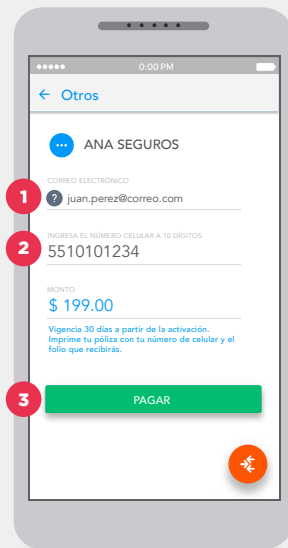 0:00 PM
Otros
ANA SEGUROS
CORREO ELECTRÓNICO
1
? juan.perez@correo.com
INGRESA EL NÚMERO CELULAR A 10 DÍGITOS
2
5510101234
MONTO
$ 199.00
Vigencia 30 días a partir de la activación.
Imprime tu póliza con tu número de celular y el
folio que recibirás.
3
PAGAR